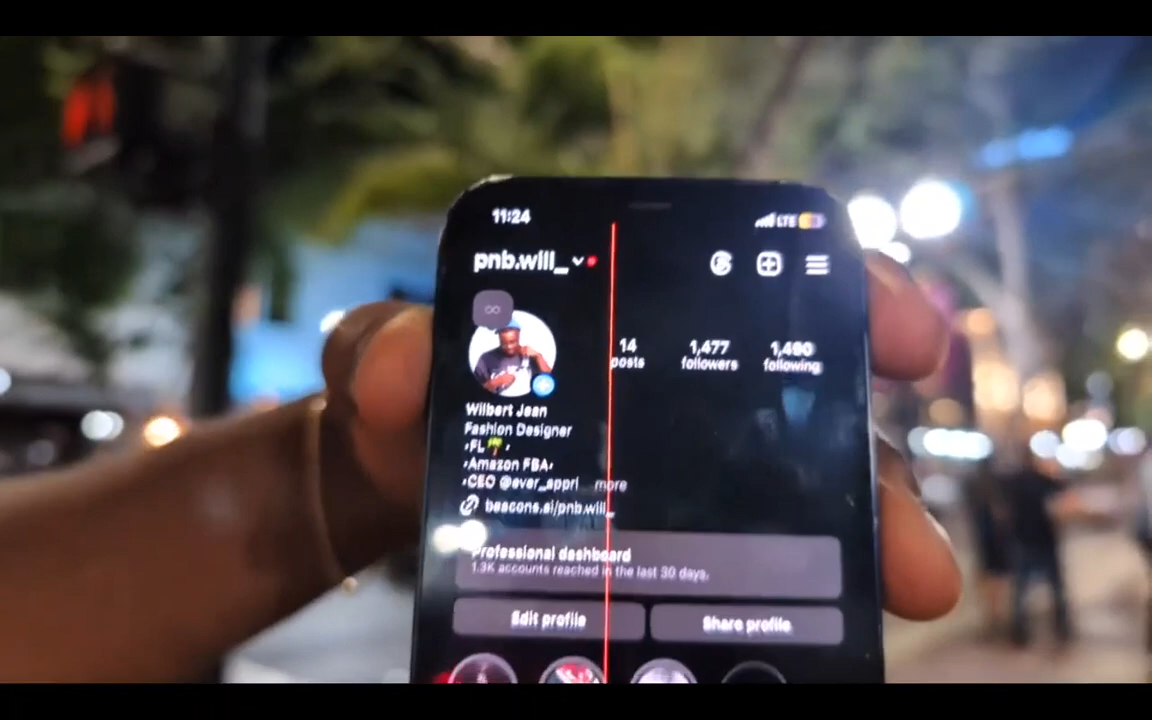 11:24
LTE
pnb.will_
14 posts
1,477 followers
1,480 following
Wilbert Jean
Fashion Designer
•FL🌴•
•Amazon FBA•
•CEO @ever_appri more
beacons.ai/pnb.will_
Professional dashboard
1.3K accounts reached in the last 30 days.
Edit profile
Share profile